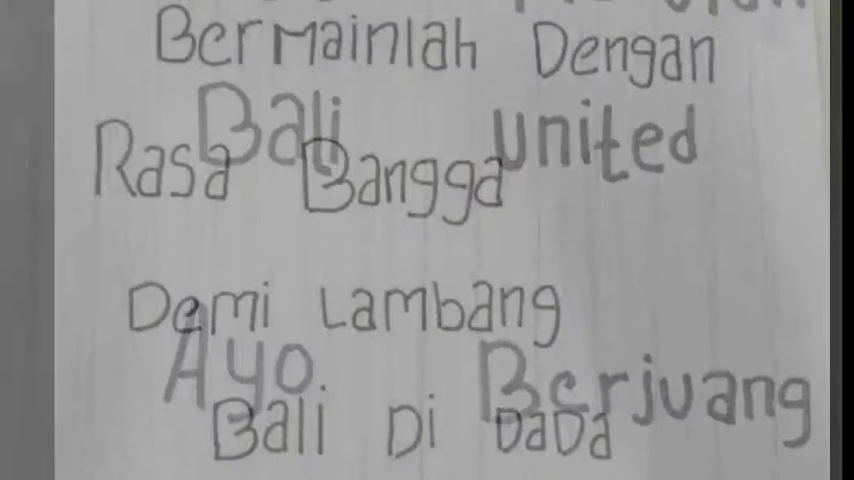 Bermainlah Dengan
Bali United
Rasa Bangga
Demi Lambang
Ayo Berjuang
Bali Di DaDa